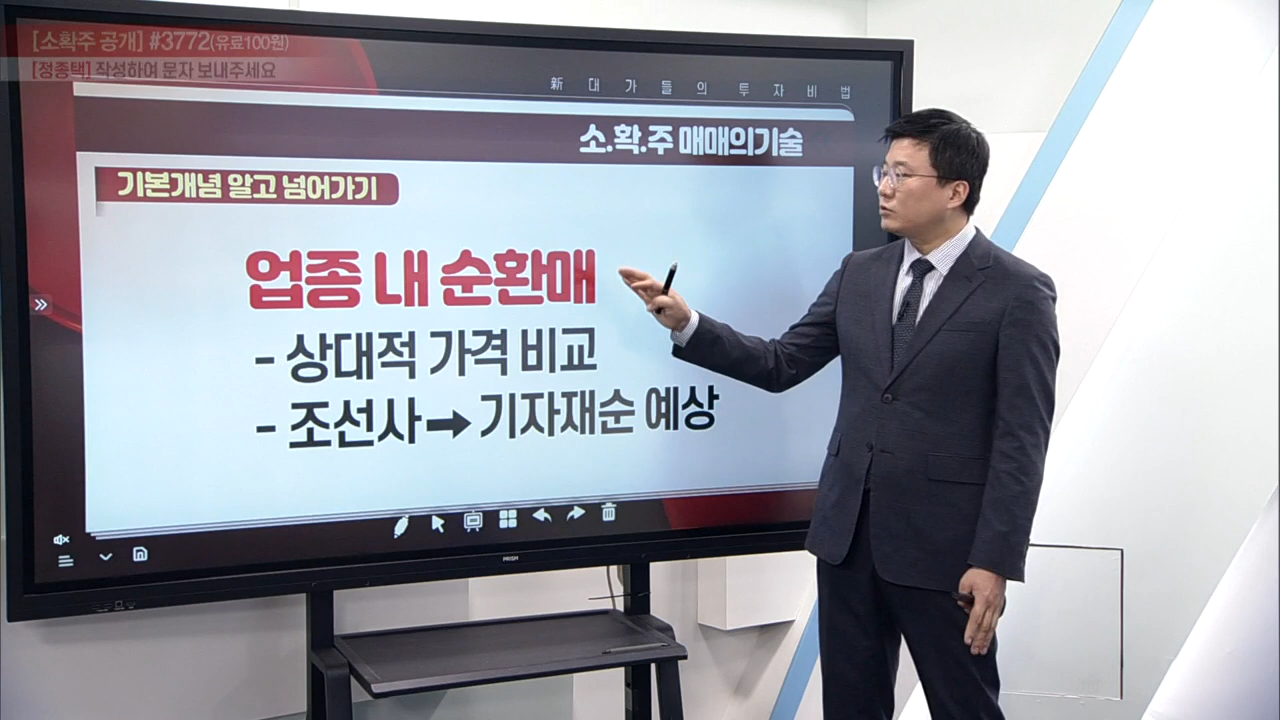 [소확주 공개] #3772(유료100원)
[정종택] 작성하여 문자 보내주세요
新대가들의 투자비법
소.확.주 매매의기술
기본개념 알고 넘어가기
업종 내 순환매
- 상대적 가격 비교
- 조선사➡기자재순 예상
PRISM